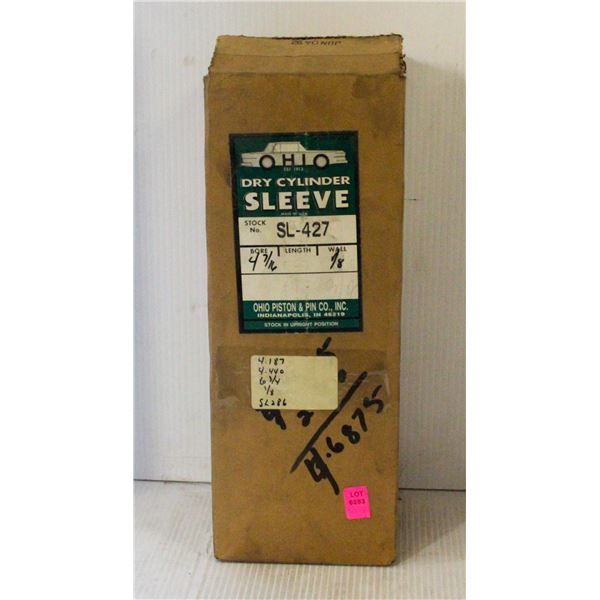 OHIO
EST. 1913
DRY CYLINDER
SLEEVE
MADE IN U.S.A.
STOCK No. SL-427
BORE LENGTH WALL
4 7/16 1/8
OHIO PISTON & PIN CO., INC.
INDIANAPOLIS, IN 46219
STOCK IN UPRIGHT POSITION
4.187
4.440
6 3/4
1/8
SL286
4.6875
LOT